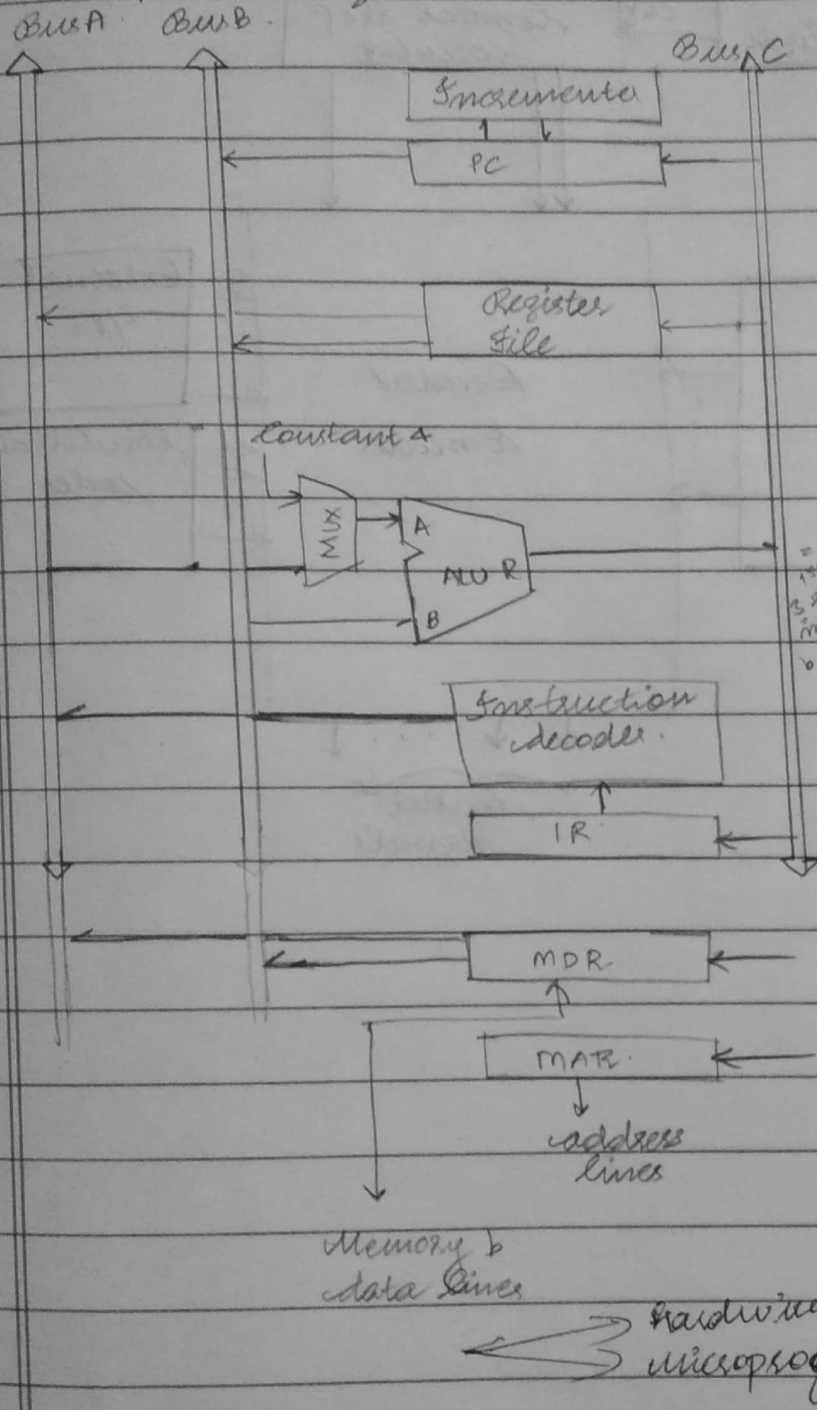 Bus A Bus B.
Bus C
Incrementa
PC
Register
File
Constant 4
MUX
A
ALU R
B
Instruction
decoder.
IR
MDR
MAR.
address
lines
Memory b
data lines